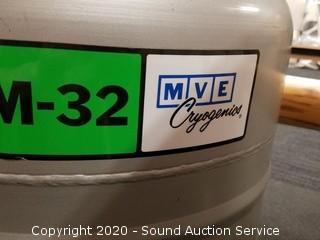 M-32
MVE
Cryogenics®
Copyright 2020 - Sound Auction Service